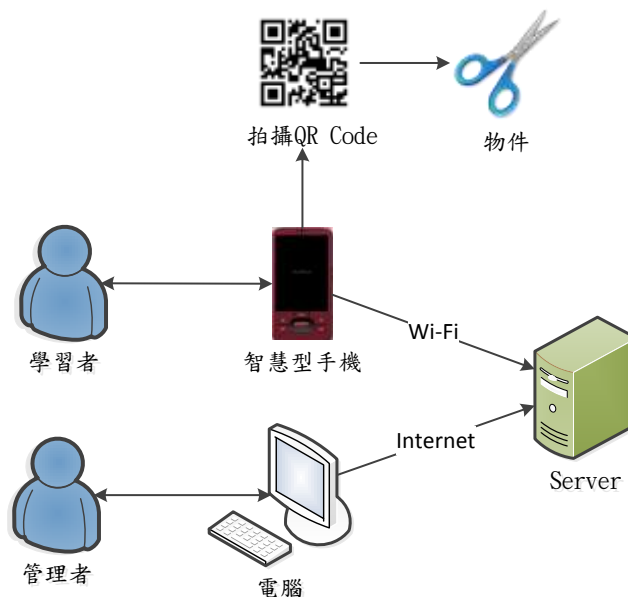 拍攝QR Code
物件
Wi-Fi
學習者
智慧型手機
Internet
Server
管理者
電腦